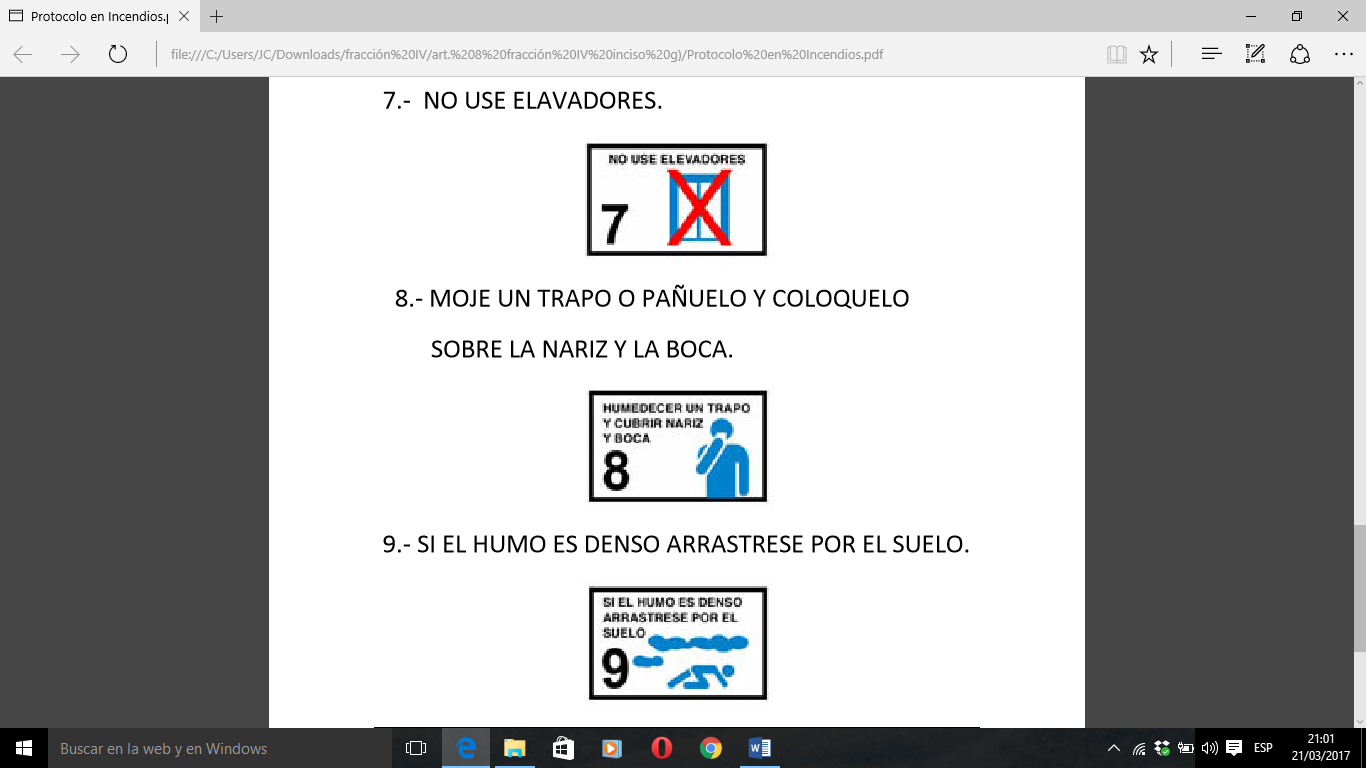 Protocolo en Incendios.p
file:///C:/Users/JC/Downloads/fracción%20IV/art.%208%20fracción%20IV%20inciso%20g)/Protocolo%20en%20Incendios.pdf
7.- NO USE ELAVADORES.
NO USE ELEVADORES
7
8.- MOJE UN TRAPO O PAÑUELO Y COLOQUELO
SOBRE LA NARIZ Y LA BOCA.
HUMEDECER UN TRAPO
Y CUBRIR NARIZ
Y BOCA
8
9.- SI EL HUMO ES DENSO ARRASTRESE POR EL SUELO.
SI EL HUMO ES DENSO
ARRASTRESE POR EL
SUELO
9
Buscar en la web y en Windows
ESP
21:01
21/03/2017